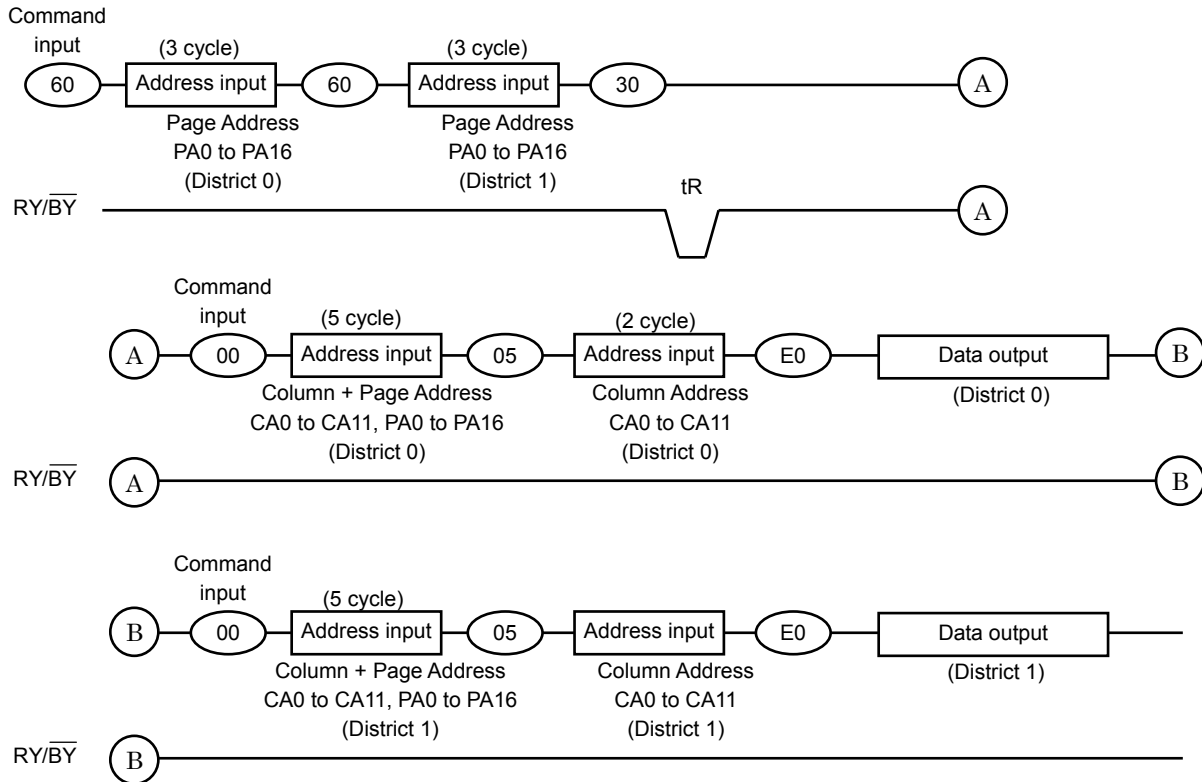 Command
input
(3 cycle) (3 cycle)
60 Address input 60 Address input 30 A
Page Address Page Address
PA0 to PA16 PA0 to PA16
(District 0) (District 1)
tR
RY/BY A
Command
input
(5 cycle) (2 cycle)
A 00 Address input 05 Address input E0 Data output B
Column + Page Address Column Address (District 0)
CA0 to CA11, PA0 to PA16 CA0 to CA11
(District 0) (District 0)
RY/BY A B
Command
input
(5 cycle)
B 00 Address input 05 Address input E0 Data output
Column + Page Address Column Address (District 1)
CA0 to CA11, PA0 to PA16 CA0 to CA11
(District 1) (District 1)
RY/BY B